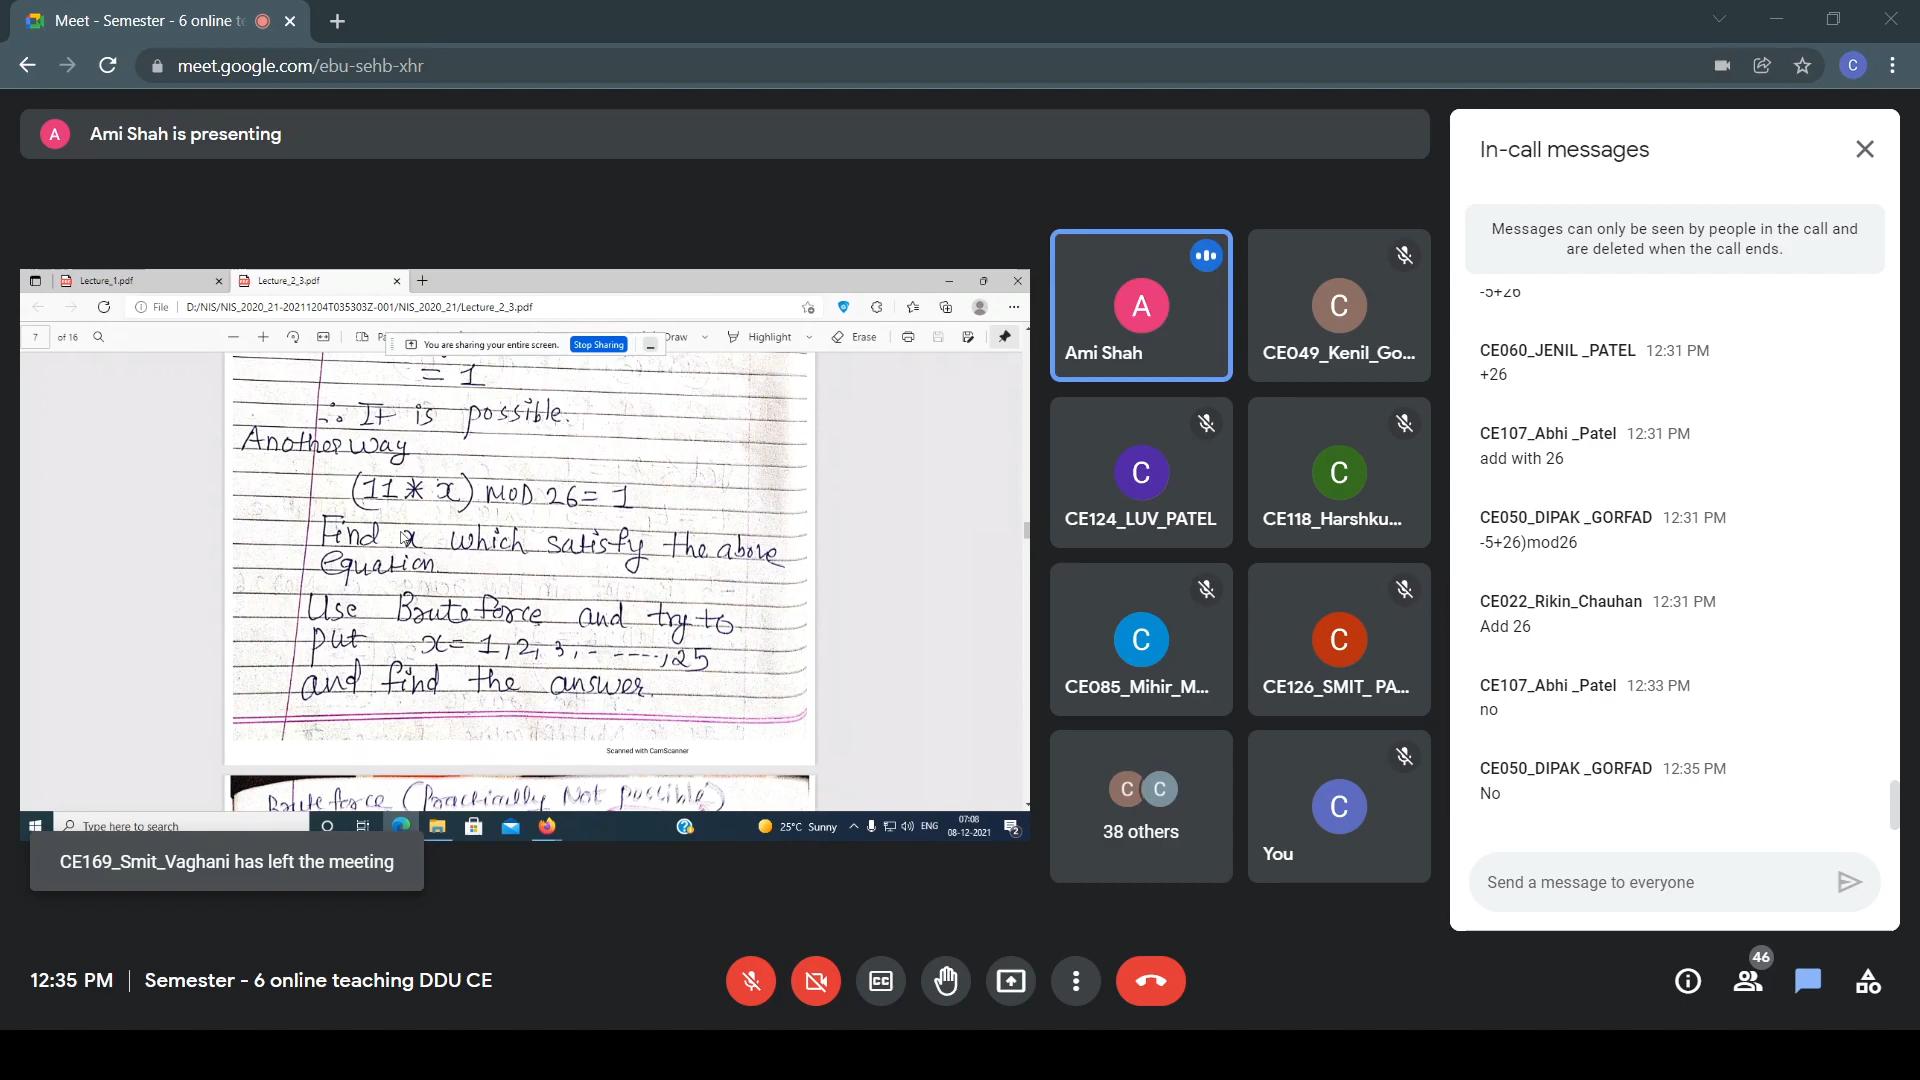 Meet - Semester - 6 online te
meet.google.com/ebu-sehb-xhr
C
A
Ami Shah is presenting
Lecture_1.pdf
Lecture_2_3.pdf
File
D:/NIS/NIS_2020_21-20211204T035303Z-001/NIS_2020_21/Lecture_2_3.pdf
7
of 16
You are sharing your entire screen.
Stop Sharing
Draw
Highlight
Erase
= 1
∴ It is possible.
Another way
(11 * x) MOD 26 = 1
Find x which satisfy the above
Equation.
Use Brute force and try to
put x = 1, 2, 3, - - ----, 25
and find the answer.
Scanned with CamScanner
Brute force (Practically Not possible)
Type here to search
25°C Sunny
ENG
07:08
08-12-2021
2
CE169_Smit_Vaghani has left the meeting
A
Ami Shah
C
CE049_Kenil_Go...
C
CE124_LUV_PATEL
C
CE118_Harshku...
C
CE085_Mihir_M...
C
CE126_SMIT_ PA...
C C
38 others
C
You
In-call messages
Messages can only be seen by people in the call and
are deleted when the call ends.
-5+26
CE060_JENIL _PATEL 12:31 PM
+26
CE107_Abhi _Patel 12:31 PM
add with 26
CE050_DIPAK _GORFAD 12:31 PM
-5+26)mod26
CE022_Rikin_Chauhan 12:31 PM
Add 26
CE107_Abhi _Patel 12:33 PM
no
CE050_DIPAK _GORFAD 12:35 PM
No
Send a message to everyone
12:35 PM
Semester - 6 online teaching DDU CE
46